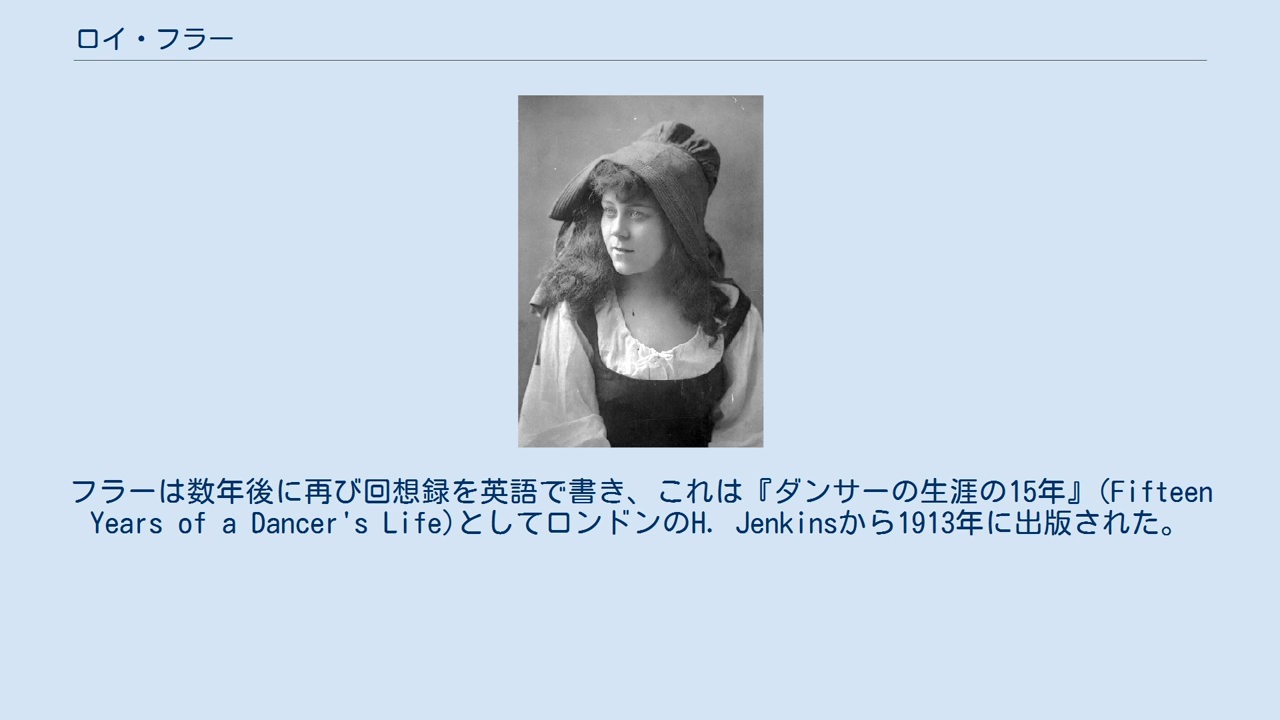 ロイ・フラー
フラーは数年後に再び回想録を英語で書き、これは『ダンサーの生涯の15年』(Fifteen
Years of a Dancer's Life)としてロンドンのH. Jenkinsから1913年に出版された。